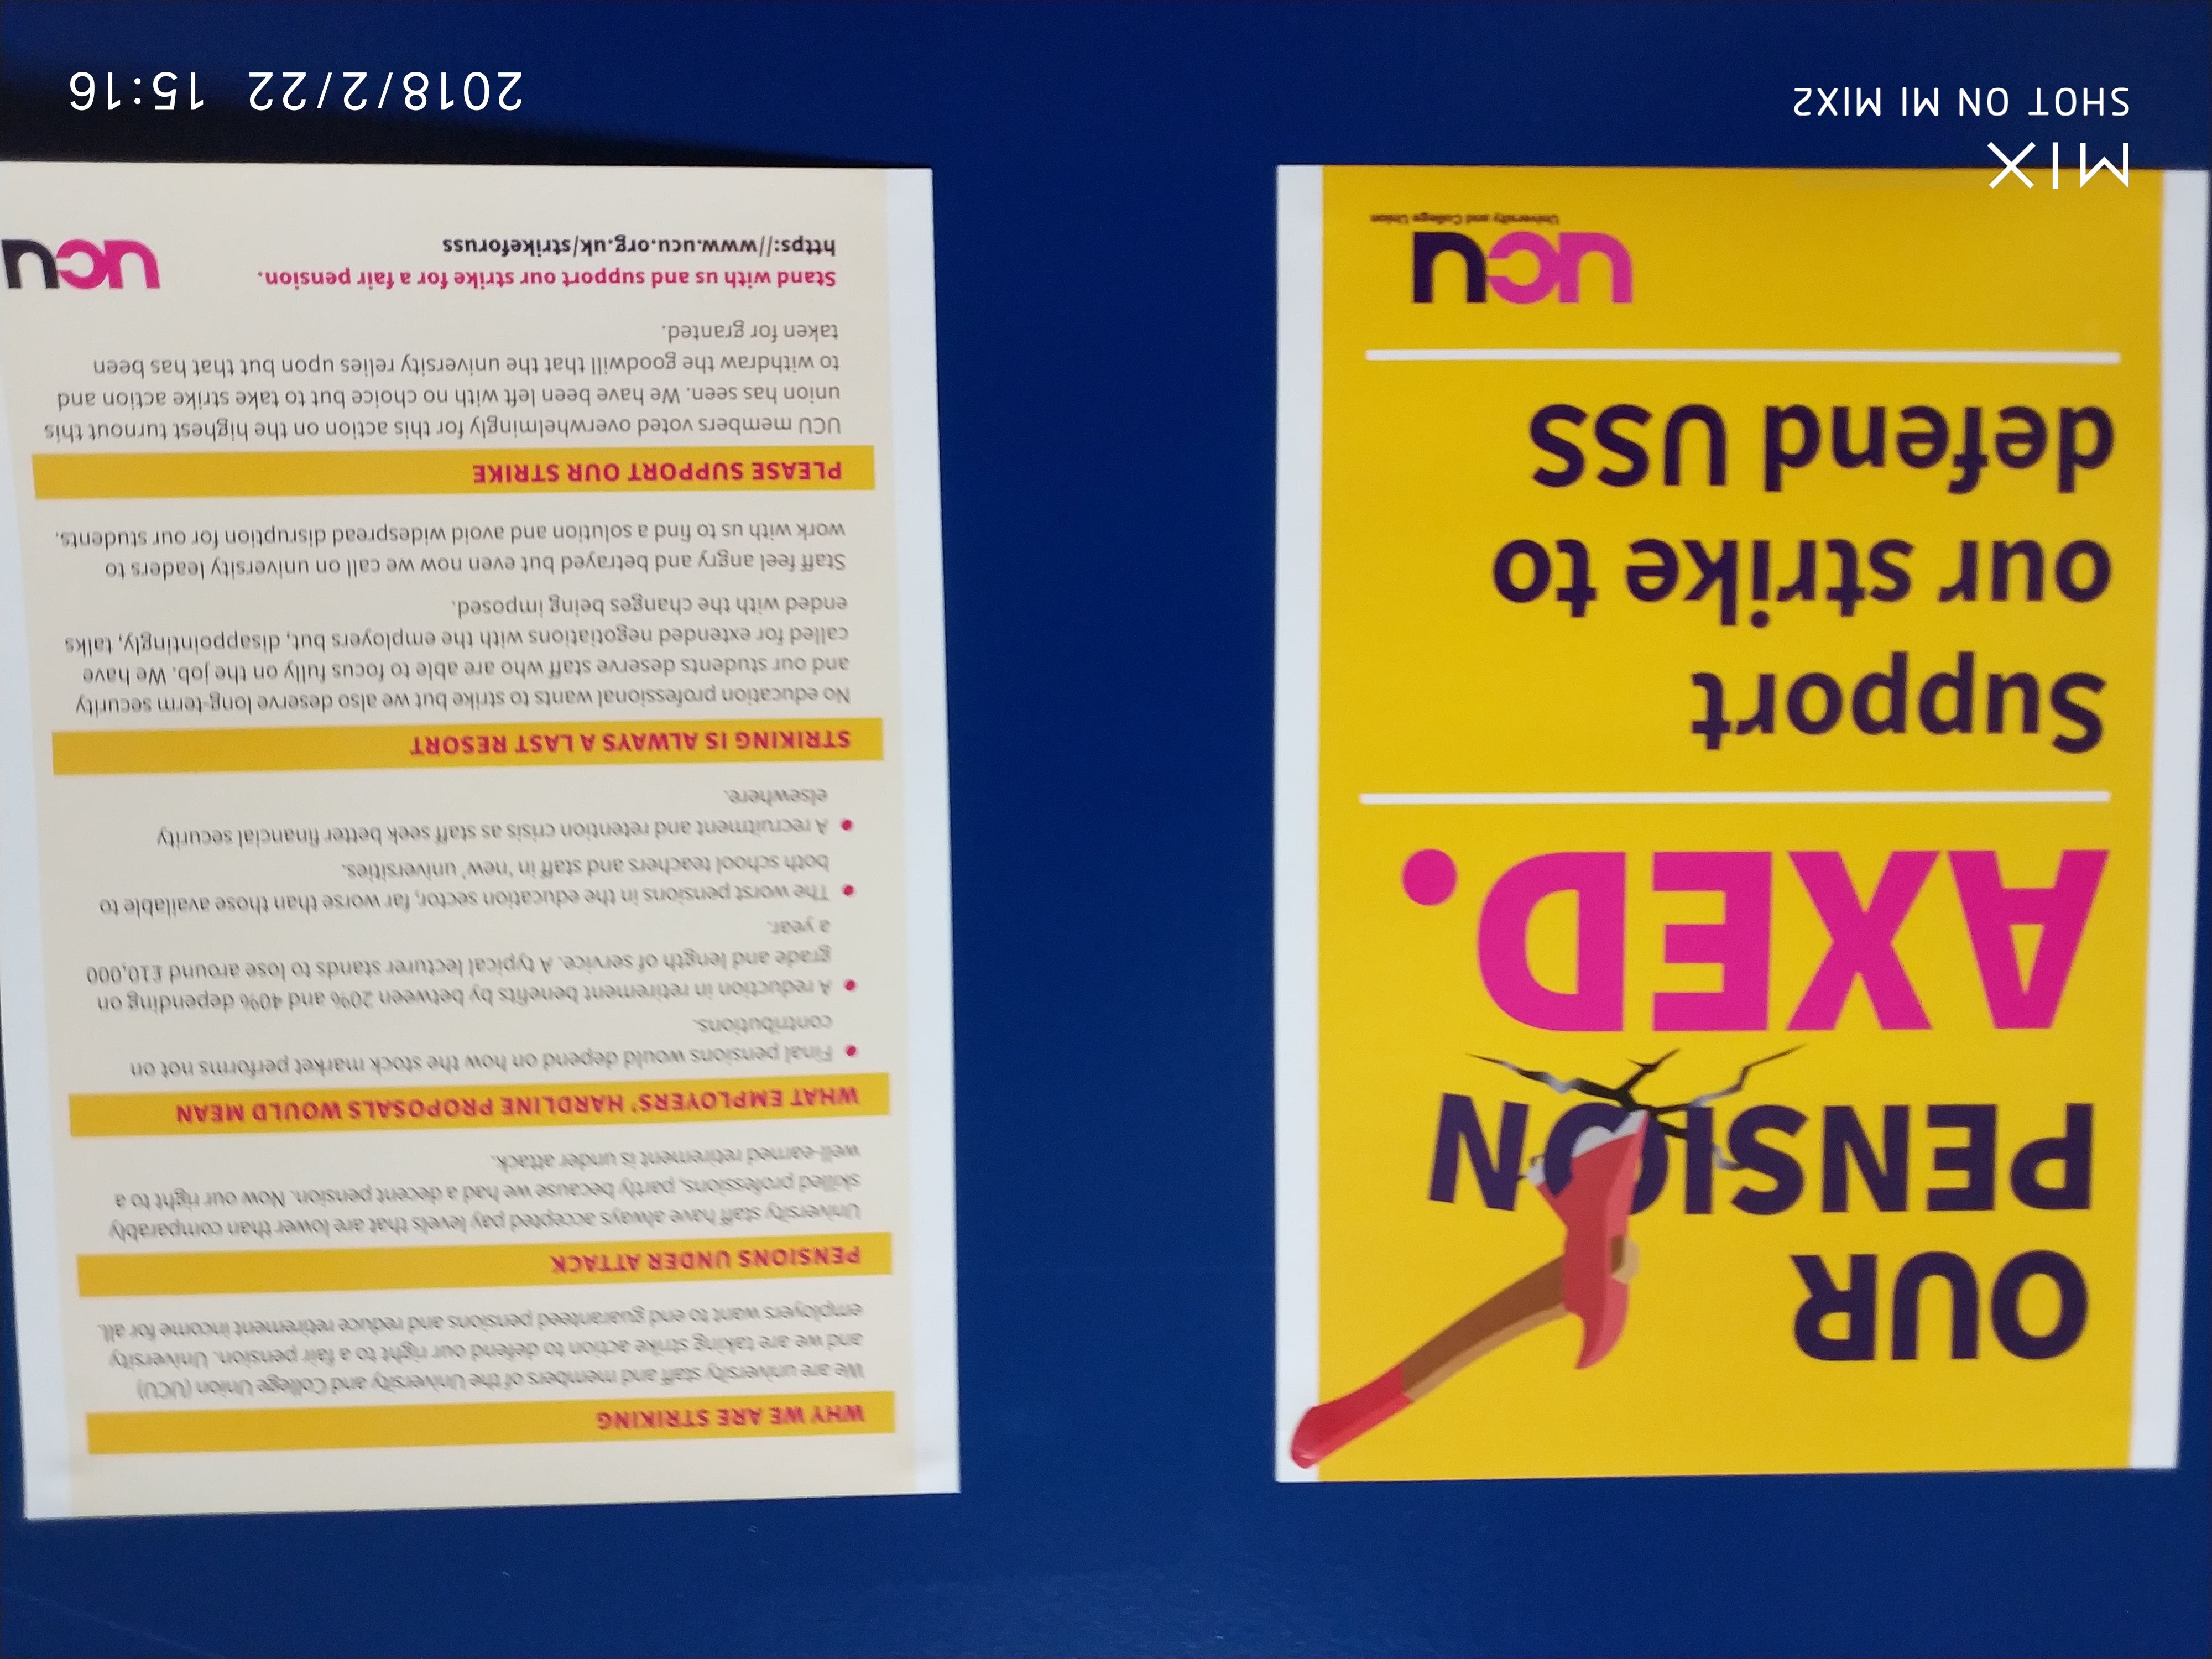 OUR
PENSION
AXED.
Support
our strike to
defend USS
ucu
University and College Union
WHY WE ARE STRIKING
We are university staff and members of the University and College Union (UCU)
and we are taking strike action to defend our right to a fair pension. University
employers want to end guaranteed pensions and reduce retirement income for all.
PENSIONS UNDER ATTACK
University staff have always accepted pay levels that are lower than comparably
skilled professions, partly because we had a decent pension. Now our right to a
well-earned retirement is under attack.
WHAT EMPLOYERS' HARDLINE PROPOSALS WOULD MEAN
• Final pensions would depend on how the stock market performs not on
contributions.
• A reduction in retirement benefits by between 20% and 40% depending on
grade and length of service. A typical lecturer stands to lose around £10,000
a year.
• The worst pensions in the education sector, far worse than those available to
both school teachers and staff in 'new' universities.
• A recruitment and retention crisis as staff seek better financial security
elsewhere.
STRIKING IS ALWAYS A LAST RESORT
No education professional wants to strike but we also deserve long-term security
and our students deserve staff who are able to focus fully on the job. We have
called for extended negotiations with the employers but, disappointingly, talks
ended with the changes being imposed.
Staff feel angry and betrayed but even now we call on university leaders to
work with us to find a solution and avoid widespread disruption for our students.
PLEASE SUPPORT OUR STRIKE
UCU members voted overwhelmingly for this action on the highest turnout this
union has seen. We have been left with no choice but to take strike action and
to withdraw the goodwill that the university relies upon but that has been
taken for granted.
Stand with us and support our strike for a fair pension.
https://www.ucu.org.uk/strikeforuss
ucu
MIX
SHOT ON MI MIX2
2018/2/22 15:16